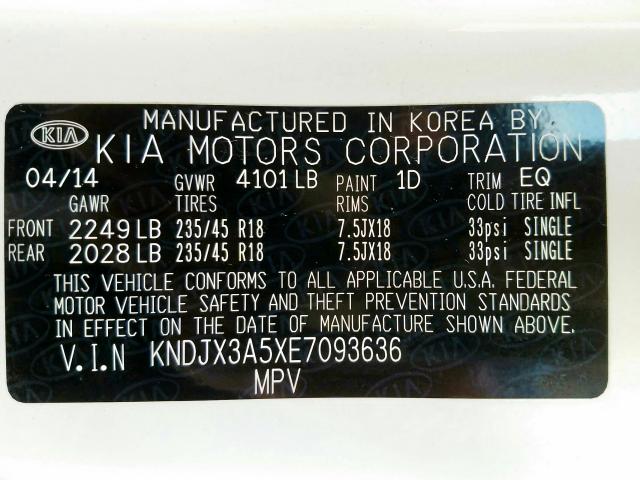 MANUFACTURED IN KOREA BY
KIA KIA MOTORS CORPORATION
04/14 GVWR 4101 LB PAINT 1D TRIM EQ
GAWR TIRES RIMS COLD TIRE INFL
FRONT 2249 LB 235/45 R18 7.5JX18 33psi SINGLE
REAR 2028 LB 235/45 R18 7.5JX18 33psi SINGLE
THIS VEHICLE CONFORMS TO ALL APPLICABLE U.S.A. FEDERAL
MOTOR VEHICLE SAFETY AND THEFT PREVENTION STANDARDS
IN EFFECT ON THE DATE OF MANUFACTURE SHOWN ABOVE.
V.I.N KNDJX3A5XE7093636
MPV